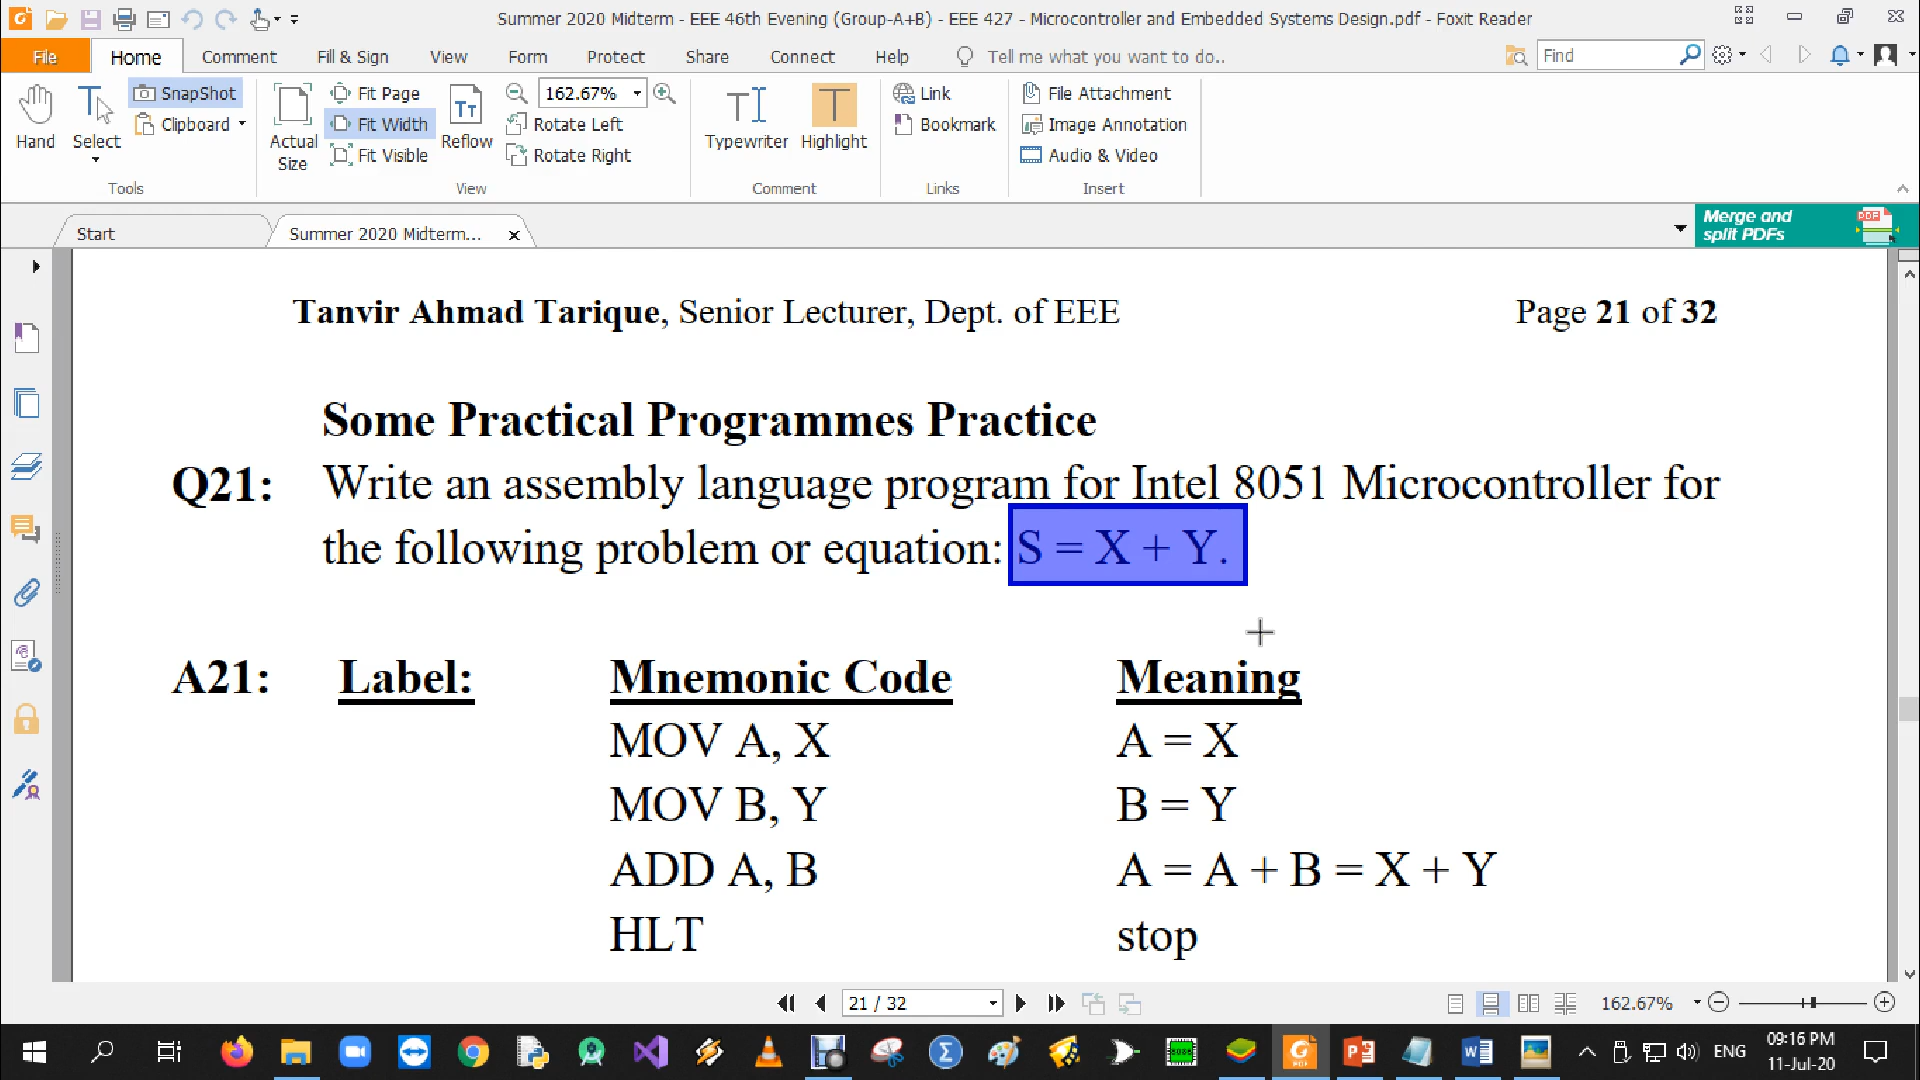 Summer 2020 Midterm - EEE 46th Evening (Group-A+B) - EEE 427 - Microcontroller and Embedded Systems Design.pdf - Foxit Reader
File Home Comment Fill & Sign View Form Protect Share Connect Help Tell me what you want to do.. Find
Hand
Select
SnapShot
Clipboard
Tools
Actual Size
Fit Page
Fit Width
Fit Visible
Reflow
162.67%
Rotate Left
Rotate Right
View
Typewriter
Highlight
Comment
Link
Bookmark
Links
File Attachment
Image Annotation
Audio & Video
Insert
Start
Summer 2020 Midterm...
Merge and
split PDFs
PDF
Tanvir Ahmad Tarique, Senior Lecturer, Dept. of EEE Page 21 of 32
Some Practical Programmes Practice
Q21: Write an assembly language program for Intel 8051 Microcontroller for
the following problem or equation: S = X + Y.
A21: Label: Mnemonic Code Meaning
MOV A, X A = X
MOV B, Y B = Y
ADD A, B A = A + B = X + Y
HLT stop
21 / 32
162.67%
ENG
09:16 PM
11-Jul-20